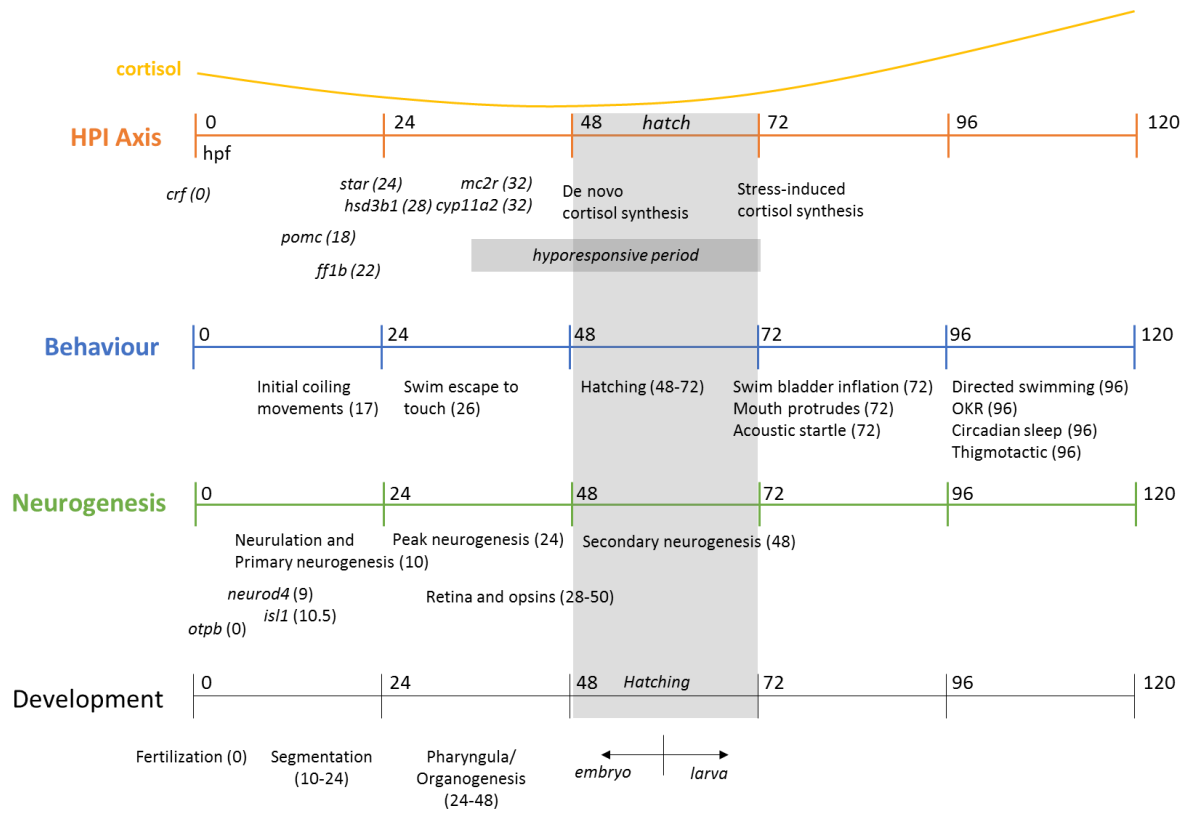 cortisol
HPI Axis
0 24 48 hatch 72 96 120
hpf
crf (0)
star (24)
hsd3b1 (28)
mc2r (32)
cyp11a2 (32)
De novo
cortisol synthesis
Stress-induced
cortisol synthesis
pomc (18)
ff1b (22)
hyporesponsive period
Behaviour
0 24 48 72 96 120
Initial coiling
movements (17)
Swim escape to
touch (26)
Hatching (48-72)
Swim bladder inflation (72)
Mouth protrudes (72)
Acoustic startle (72)
Directed swimming (96)
OKR (96)
Circadian sleep (96)
Thigmotactic (96)
Neurogenesis
0 24 48 72 96 120
Neurulation and
Primary neurogenesis (10)
Peak neurogenesis (24)
Secondary neurogenesis (48)
neurod4 (9)
isl1 (10.5)
otpb (0)
Retina and opsins (28-50)
Development
0 24 48 Hatching 72 96 120
Fertilization (0)
Segmentation
(10-24)
Pharyngula/
Organogenesis
(24-48)
embryo
larva